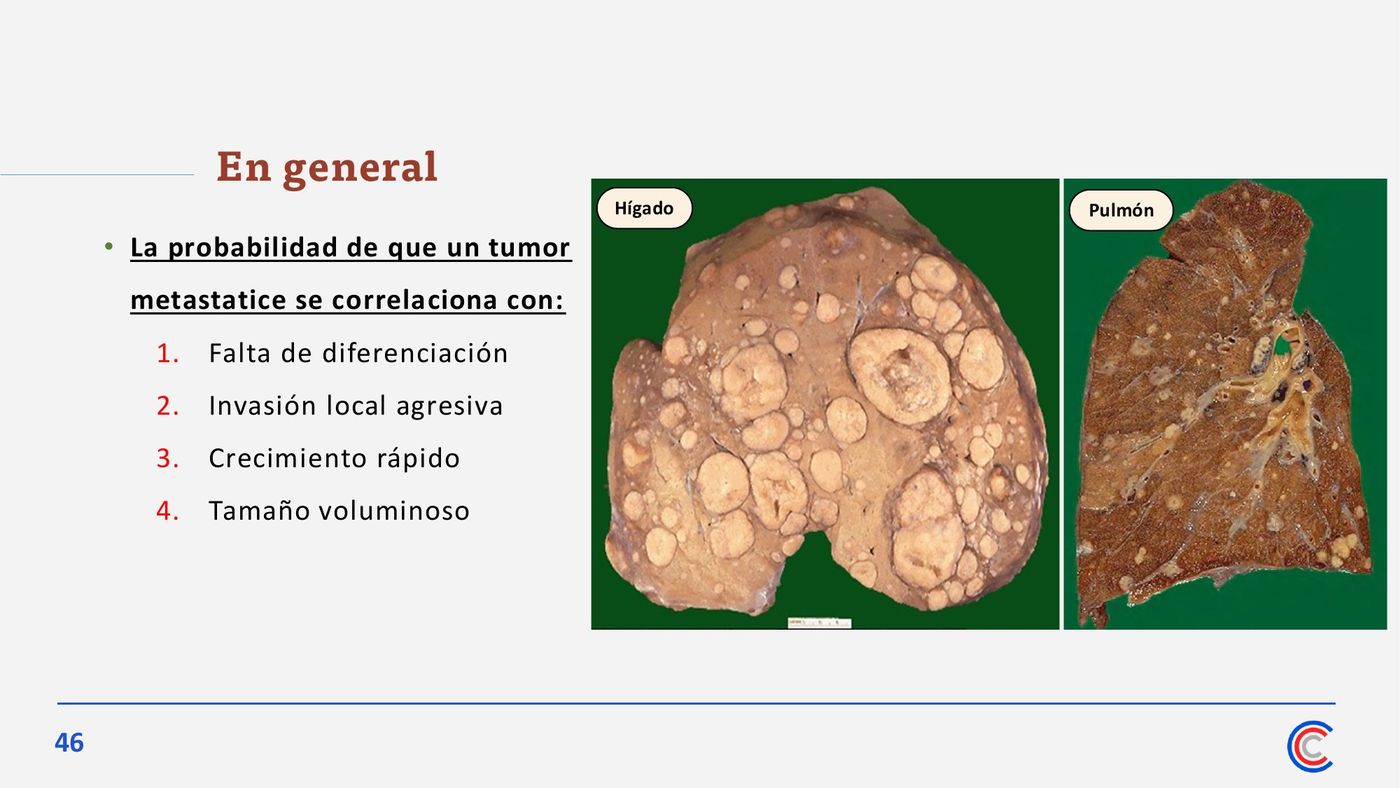 En general
Hígado
Pulmón
• La probabilidad de que un tumor
metastatice se correlaciona con:
1. Falta de diferenciación
2. Invasión local agresiva
3. Crecimiento rápido
4. Tamaño voluminoso
46